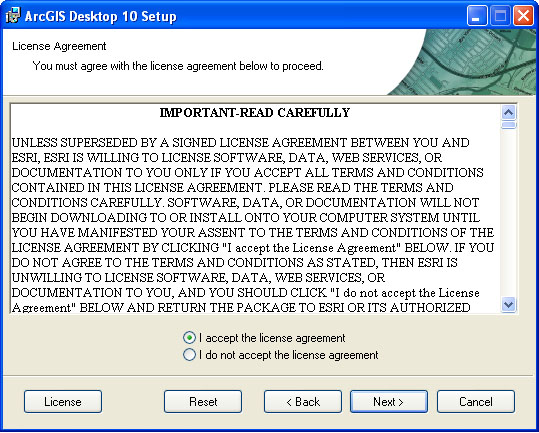 ArcGIS Desktop 10 Setup
License Agreement
You must agree with the license agreement below to proceed.
IMPORTANT-READ CAREFULLY
UNLESS SUPERSEDED BY A SIGNED LICENSE AGREEMENT BETWEEN YOU AND
ESRI, ESRI IS WILLING TO LICENSE SOFTWARE, DATA, WEB SERVICES, OR
DOCUMENTATION TO YOU ONLY IF YOU ACCEPT ALL TERMS AND CONDITIONS
CONTAINED IN THIS LICENSE AGREEMENT. PLEASE READ THE TERMS AND
CONDITIONS CAREFULLY. SOFTWARE, DATA, OR DOCUMENTATION WILL NOT
BEGIN DOWNLOADING TO OR INSTALL ONTO YOUR COMPUTER SYSTEM UNTIL
YOU HAVE MANIFESTED YOUR ASSENT TO THE TERMS AND CONDITIONS OF THE
LICENSE AGREEMENT BY CLICKING "I accept the License Agreement" BELOW. IF YOU
DO NOT AGREE TO THE TERMS AND CONDITIONS AS STATED, THEN ESRI IS
UNWILLING TO LICENSE SOFTWARE, DATA, WEB SERVICES, OR
DOCUMENTATION TO YOU, AND YOU SHOULD CLICK "I do not accept the License
Agreement" BELOW AND RETURN THE PACKAGE TO ESRI OR ITS AUTHORIZED
I accept the license agreement
I do not accept the license agreement
License
Reset
< Back
Next >
Cancel